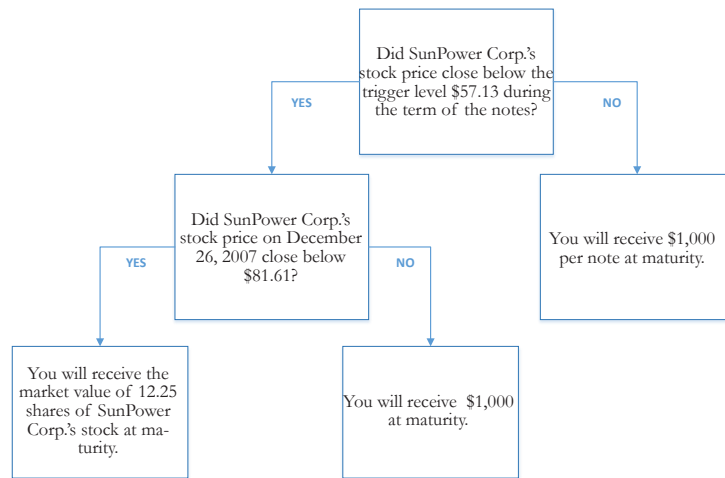 Did SunPower Corp.'s
stock price close below the
trigger level $57.13 during
the term of the notes?
YES
NO
Did SunPower Corp.'s
stock price on December
26, 2007 close below
$81.61?
You will receive $1,000
per note at maturity.
YES
NO
You will receive the
market value of 12.25
shares of SunPower
Corp.'s stock at ma-
turity.
You will receive $1,000
at maturity.